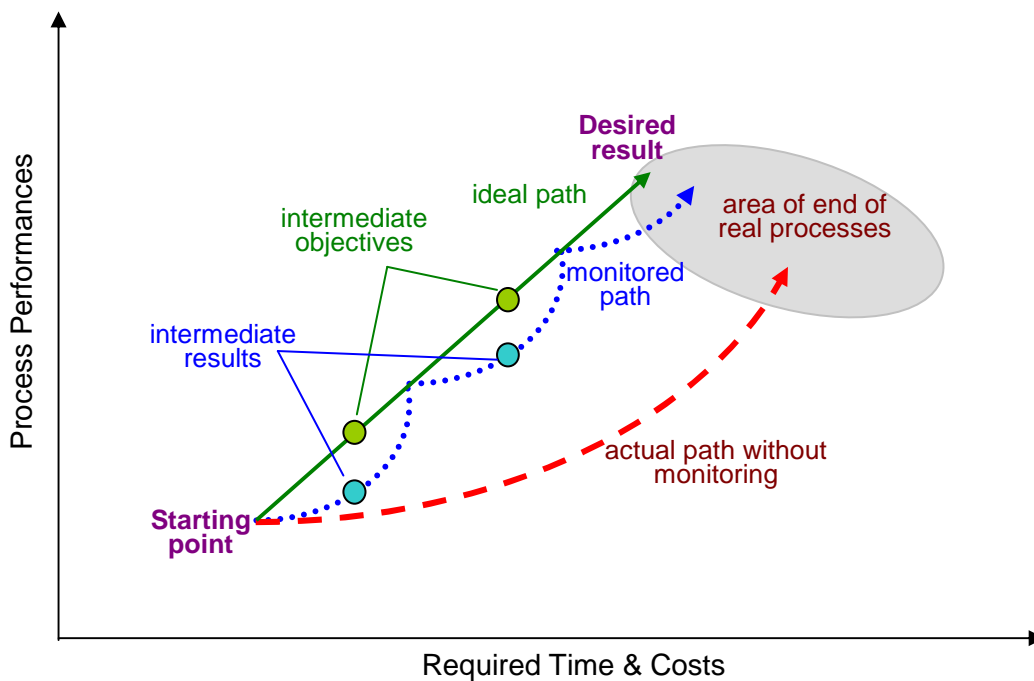 Process Performances
Desired
result
ideal path
intermediate
objectives
area of end of
real processes
monitored
path
intermediate
results
actual path without
monitoring
Starting
point
Required Time & Costs